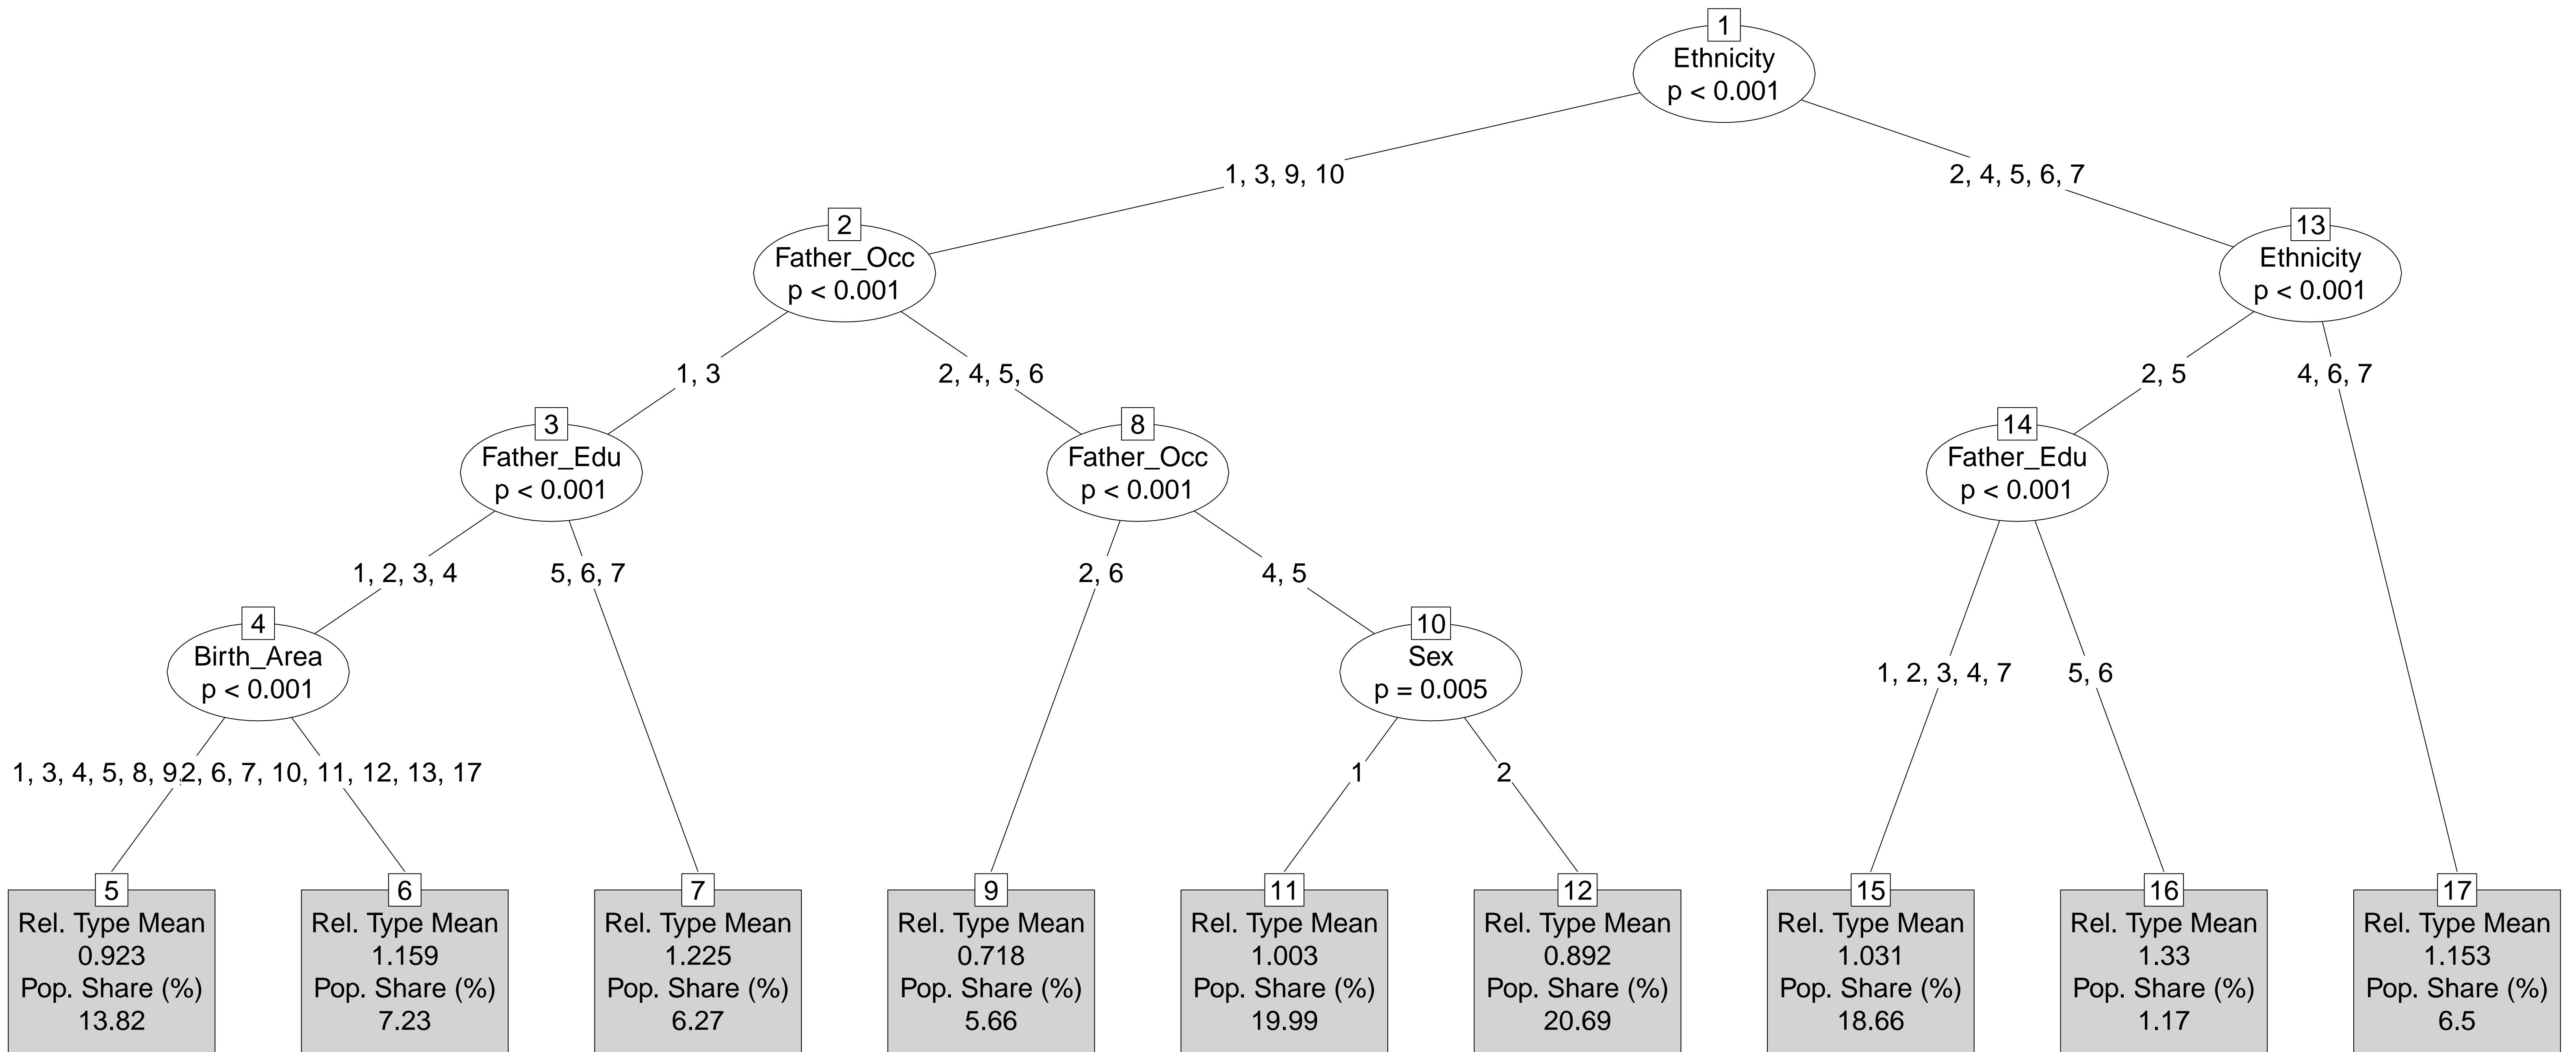 1
Ethnicity
p < 0.001
1, 3, 9, 10
2, 4, 5, 6, 7
2
Father_Occ
p < 0.001
13
Ethnicity
p < 0.001
1, 3
2, 4, 5, 6
2, 5
4, 6, 7
3
Father_Edu
p < 0.001
8
Father_Occ
p < 0.001
14
Father_Edu
p < 0.001
1, 2, 3, 4
5, 6, 7
2, 6
4, 5
4
Birth_Area
p < 0.001
10
Sex
p = 0.005
1, 2, 3, 4, 7
5, 6
1, 3, 4, 5, 8, 9
2, 6, 7, 10, 11, 12, 13, 17
1
2
5
Rel. Type Mean
0.923
Pop. Share (%)
13.82
6
Rel. Type Mean
1.159
Pop. Share (%)
7.23
7
Rel. Type Mean
1.225
Pop. Share (%)
6.27
9
Rel. Type Mean
0.718
Pop. Share (%)
5.66
11
Rel. Type Mean
1.003
Pop. Share (%)
19.99
12
Rel. Type Mean
0.892
Pop. Share (%)
20.69
15
Rel. Type Mean
1.031
Pop. Share (%)
18.66
16
Rel. Type Mean
1.33
Pop. Share (%)
1.17
17
Rel. Type Mean
1.153
Pop. Share (%)
6.5